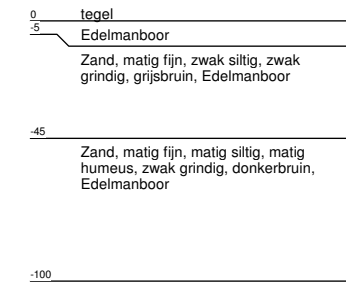 0 tegel
-5 Edelmanboor
Zand, matig fijn, zwak siltig, zwak
grindig, grijsbruin, Edelmanboor
-45
Zand, matig fijn, matig siltig, matig
humeus, zwak grindig, donkerbruin,
Edelmanboor
-100